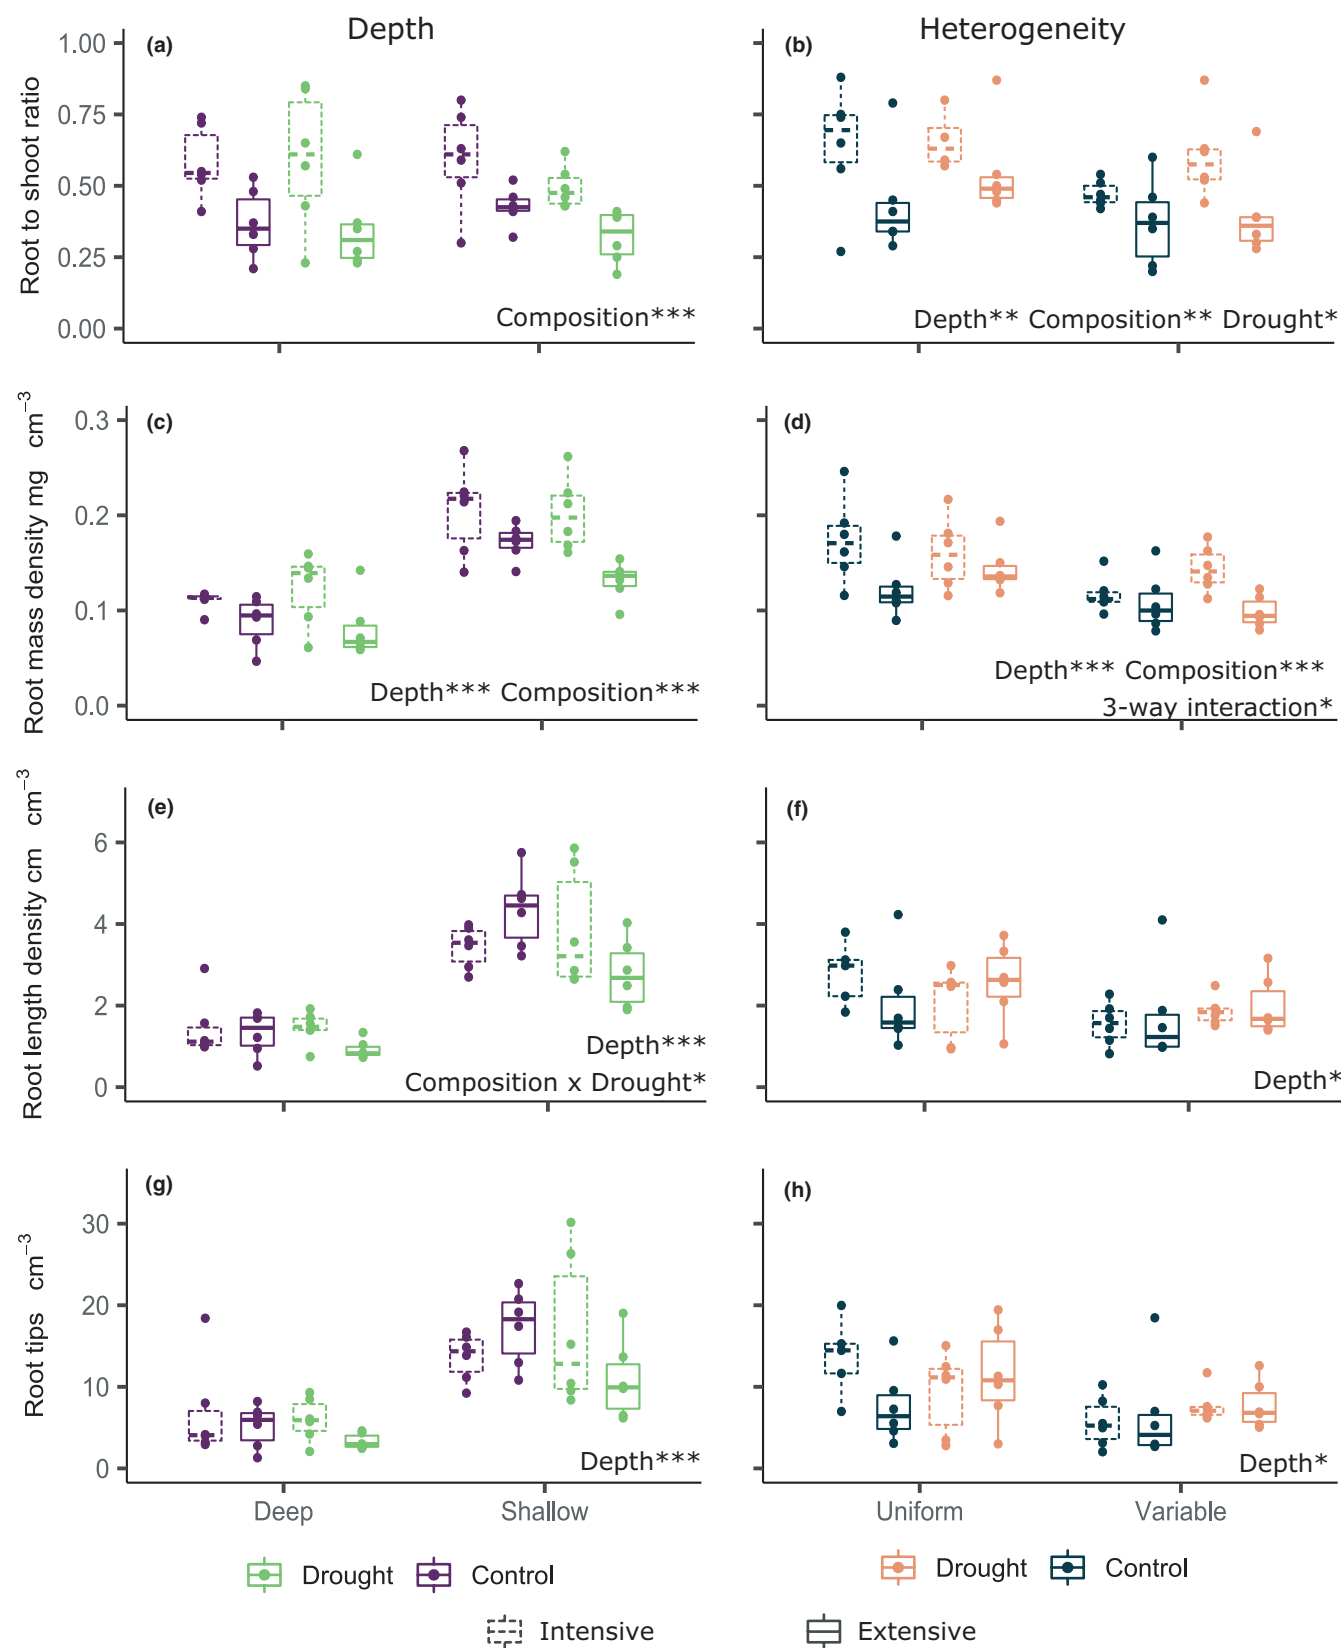 Depth
Heterogeneity
Root to shoot ratio
1.00
0.75
0.50
0.25
0.00
(a)
Composition***
(b)
Depth** Composition** Drought*
Root mass density mg cm−3
0.3
0.2
0.1
0.0
(c)
Depth*** Composition***
(d)
Depth*** Composition***
3-way interaction*
Root length density cm cm−3
6
4
2
0
(e)
Depth***
Composition x Drought*
(f)
Depth*
Root tips cm−3
30
20
10
0
(g)
Depth***
(h)
Depth*
Deep Shallow
Uniform Variable
Drought Control
Drought Control
Intensive Extensive